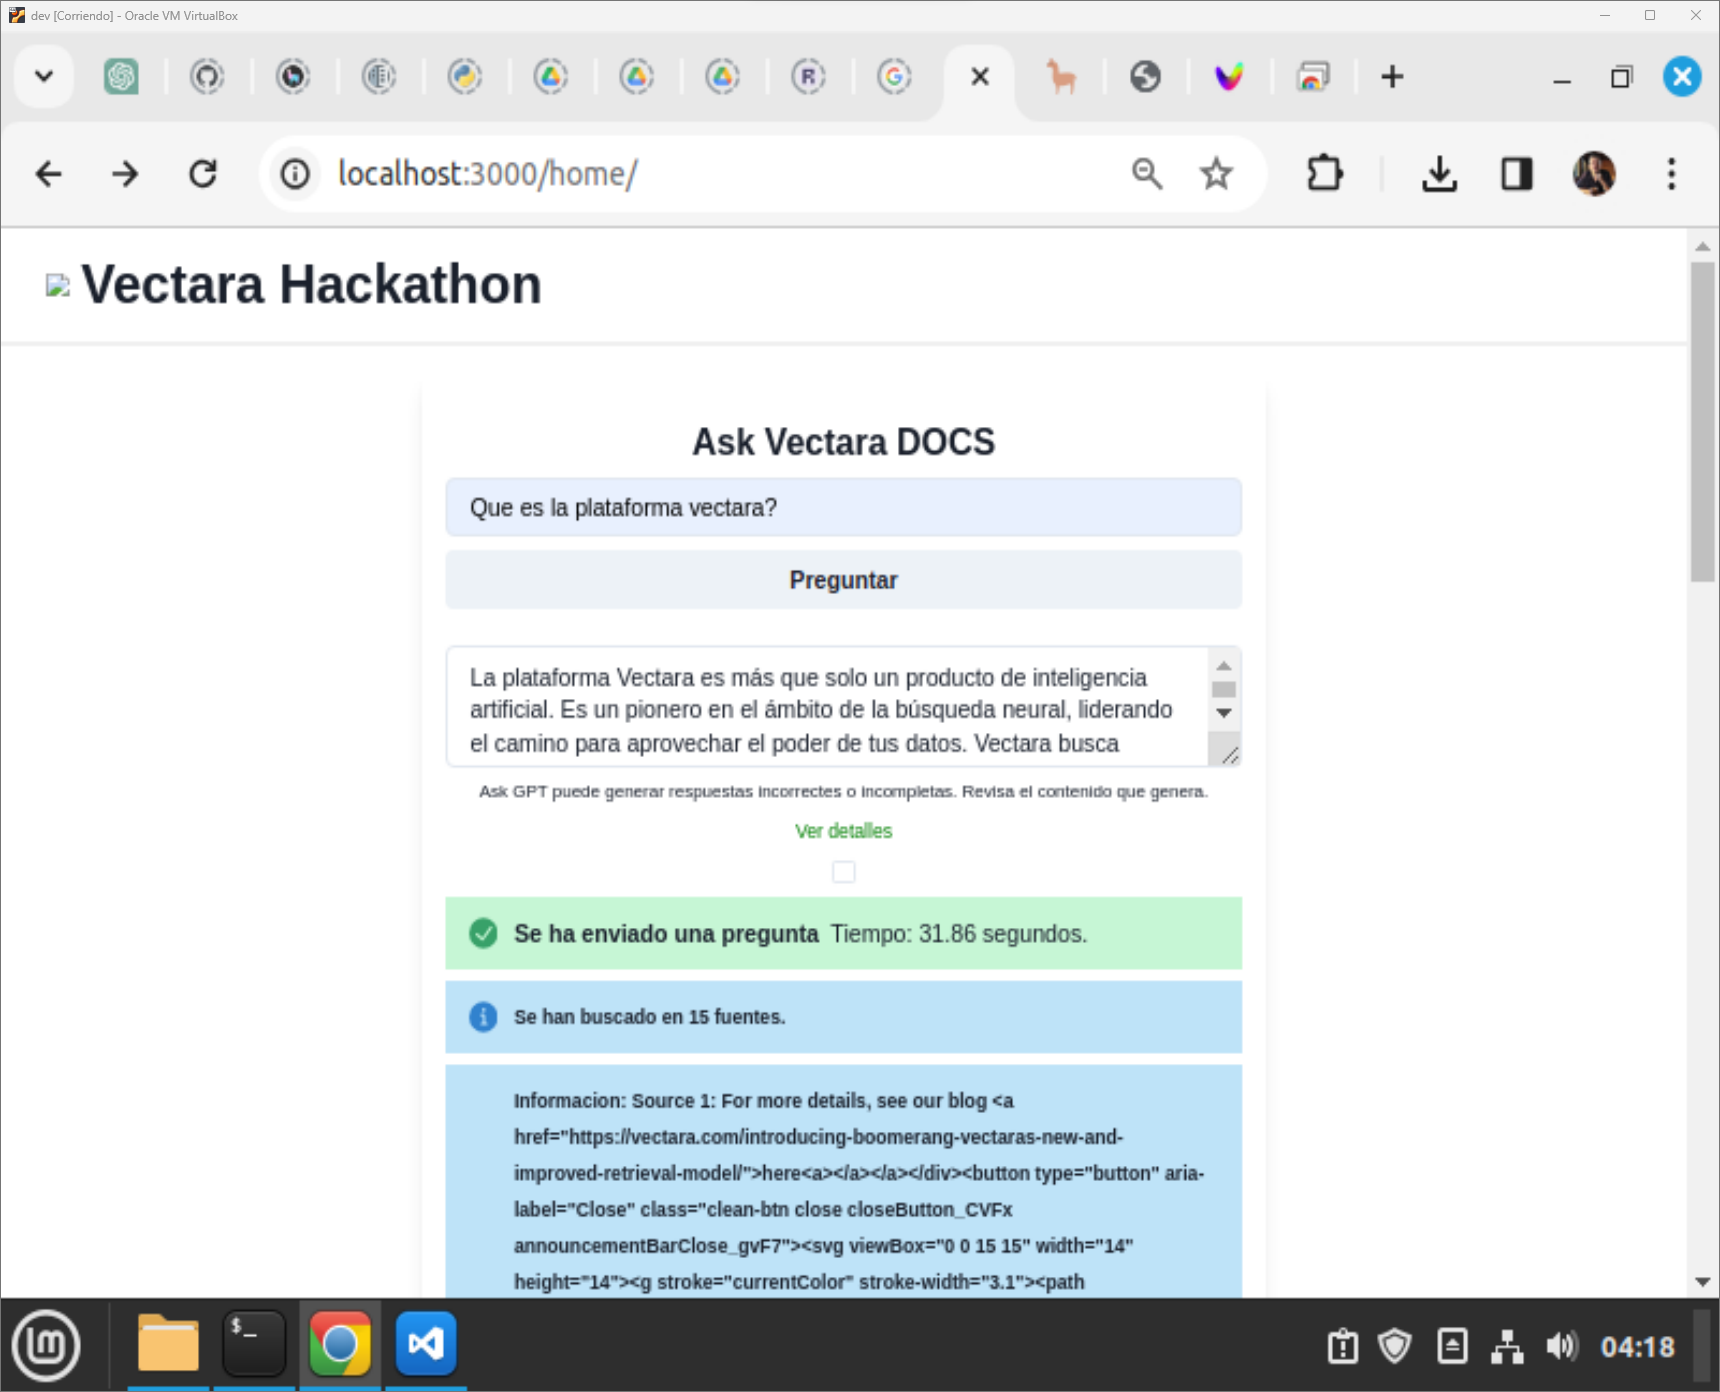 dev [Corriendo] - Oracle VM VirtualBox
localhost:3000/home/
Vectara Hackathon
Ask Vectara DOCS
Que es la plataforma vectara?
Preguntar
La plataforma Vectara es más que solo un producto de inteligencia
artificial. Es un pionero en el ámbito de la búsqueda neural, liderando
el camino para aprovechar el poder de tus datos. Vectara busca
Ask GPT puede generar respuestas incorrectes o incompletas. Revisa el contenido que genera.
Ver detalles
Se ha enviado una pregunta Tiempo: 31.86 segundos.
Se han buscado en 15 fuentes.
Informacion: Source 1: For more details, see our blog <a
href="https://vectara.com/introducing-boomerang-vectaras-new-and-
improved-retrieval-model/">here<a></a></a></div><button type="button" aria-
label="Close" class="clean-btn close closeButton_CVFx
announcementBarClose_gvF7"><svg viewBox="0 0 15 15" width="14"
height="14"><g stroke="currentColor" stroke-width="3.1"><path
04:18